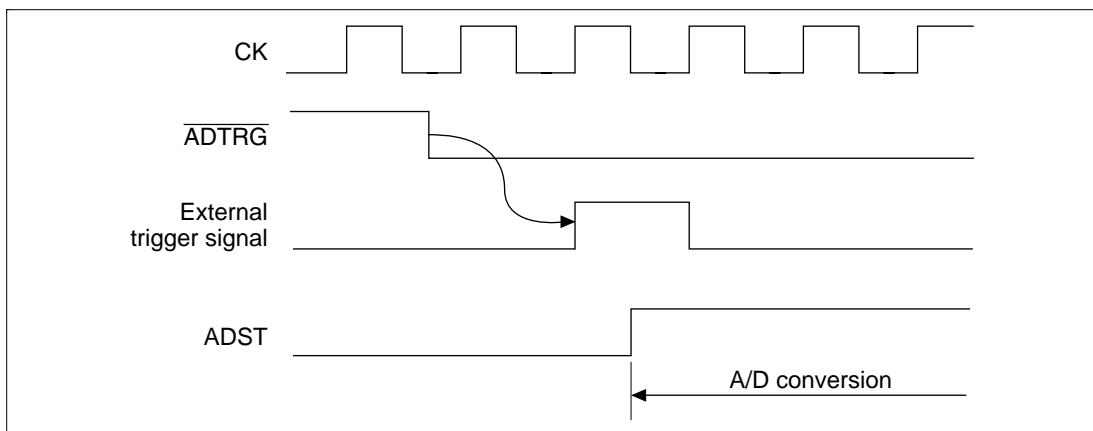 CK
ADTRG
External
trigger signal
ADST
A/D conversion